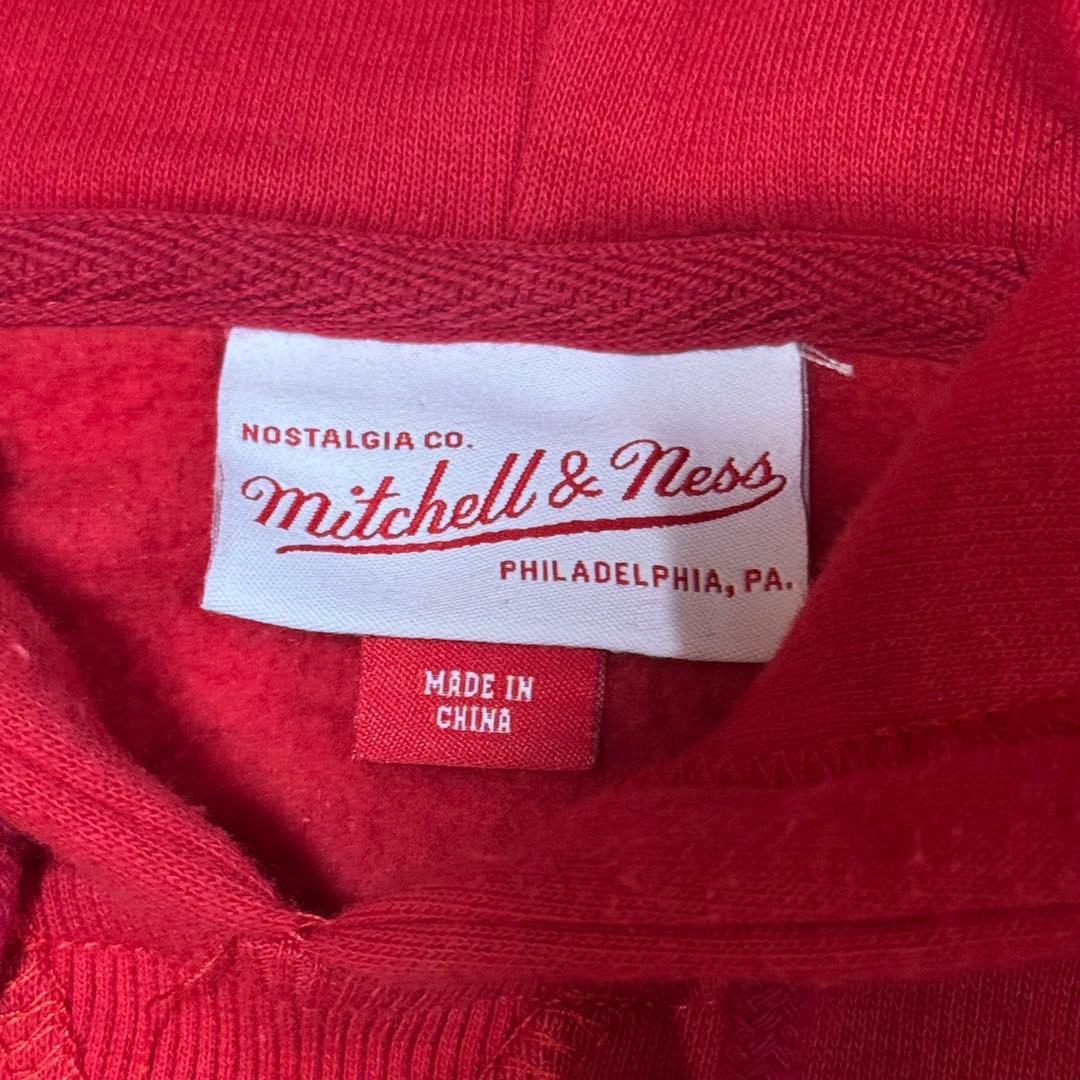 NOSTALGIA CO.
Mitchell & Ness
PHILADELPHIA, PA.
MADE IN
CHINA